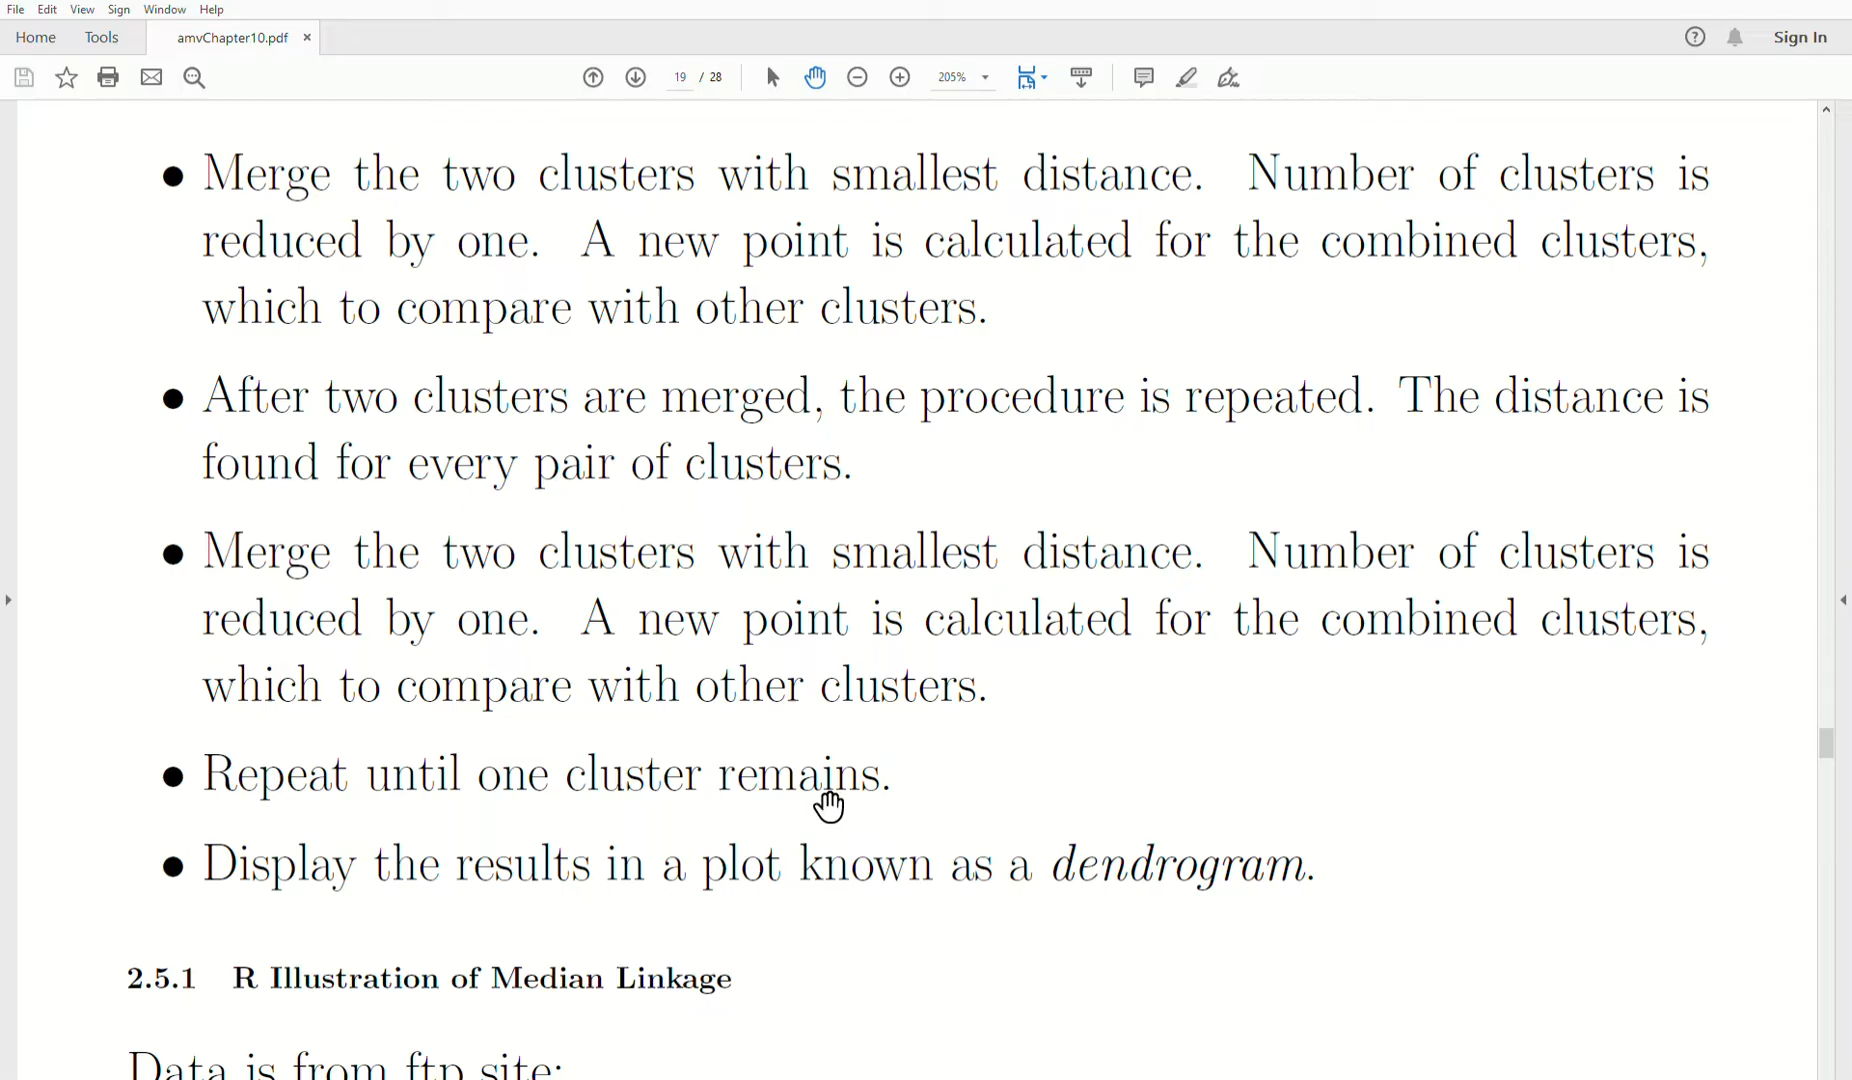 File Edit View Sign Window Help
Home Tools amvChapter10.pdf × Sign In
19 / 28 205%
• Merge the two clusters with smallest distance. Number of clusters is
reduced by one. A new point is calculated for the combined clusters,
which to compare with other clusters.
• After two clusters are merged, the procedure is repeated. The distance is
found for every pair of clusters.
• Merge the two clusters with smallest distance. Number of clusters is
reduced by one. A new point is calculated for the combined clusters,
which to compare with other clusters.
• Repeat until one cluster remains.
• Display the results in a plot known as a dendrogram.
2.5.1 R Illustration of Median Linkage
Data is from ftp site: